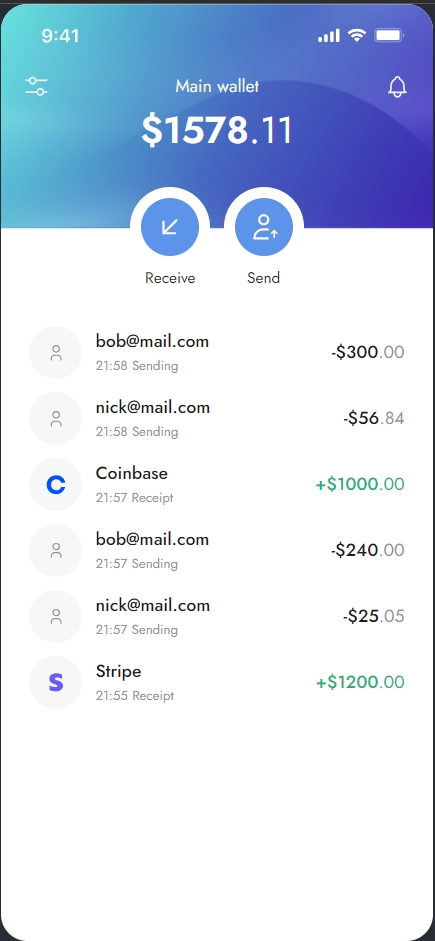 9:41
Main wallet
$1578.11
Receive
Send
bob@mail.com
21:58 Sending
-$300.00
nick@mail.com
21:58 Sending
-$56.84
Coinbase
21:57 Receipt
+$1000.00
bob@mail.com
21:57 Sending
-$240.00
nick@mail.com
21:57 Sending
-$25.05
Stripe
21:55 Receipt
+$1200.00